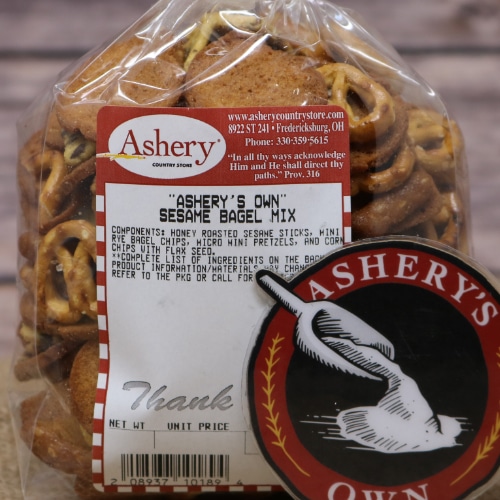 Ashery
COUNTRY STORE
www.asherycountrystore.com
8922 ST 241 • Fredericksburg, OH
Phone: 330-359-5615
"In all thy ways acknowledge
Him and He shall direct thy
paths." Prov. 316
"ASHERY'S OWN"
SESAME BAGEL MIX
COMPONENTS: HONEY ROASTED SESAME STICKS, MINI
RYE BAGEL CHIPS, MICRO MINI PRETZELS, AND CORN
CHIPS WITH FLAX SEED.
**COMPLETE LIST OF INGREDIENTS ON THE BACK
PRODUCT INFORMATION/MATERIALS MAY CHANGE
REFER TO THE PKG OR CALL FOR
Thank
NET WT UNIT PRICE
2 08937 10189 4
ASHERY'S
OWN